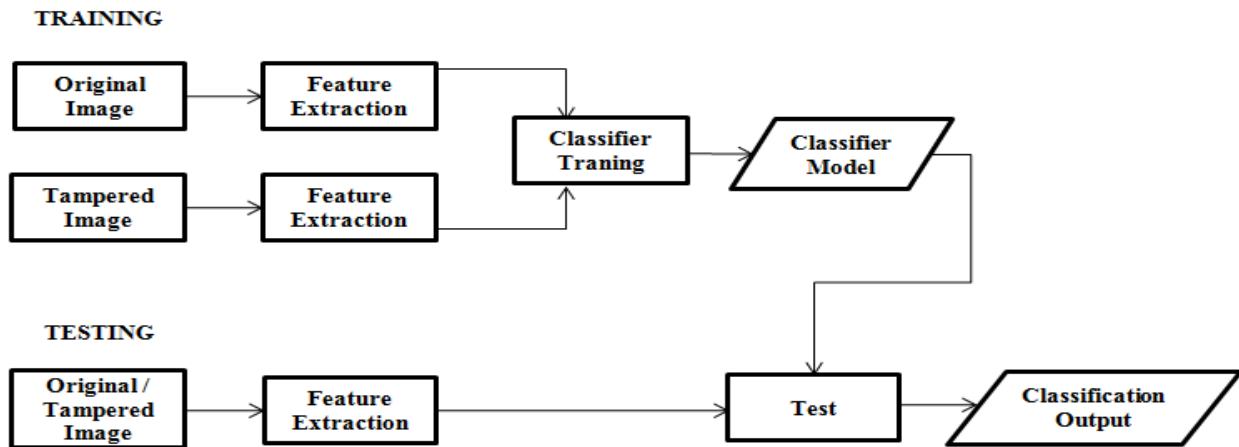 TRAINING
Original
Image
Feature
Extraction
Tampered
Image
Feature
Extraction
Classifier
Traning
Classifier
Model
TESTING
Original /
Tampered
Image
Feature
Extraction
Test
Classification
Output